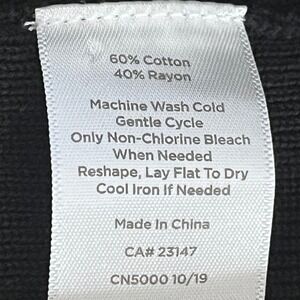 60% Cotton
40% Rayon
Machine Wash Cold
Gentle Cycle
Only Non-Chlorine Bleach
When Needed
Reshape, Lay Flat To Dry
Cool Iron If Needed
Made In China
CA# 23147
CN5000 10/19